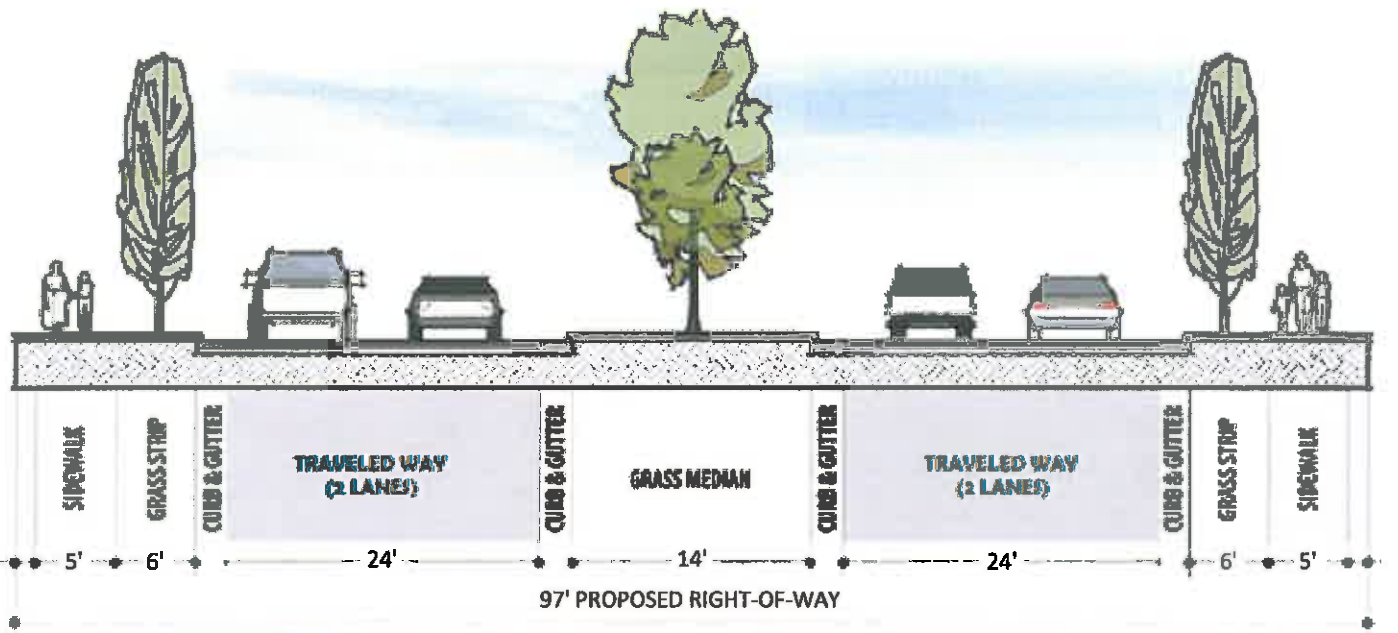 SIDEWALK
GRASS STRIP
CURB & GUTTER
TRAVELED WAY
(2 LANES)
CURB & GUTTER
GRASS MEDIAN
CURB & GUTTER
TRAVELED WAY
(2 LANES)
CURB & GUTTER
GRASS STRIP
SIDEWALK
5'
6'
24'
14'
24'
6'
5'
97' PROPOSED RIGHT-OF-WAY